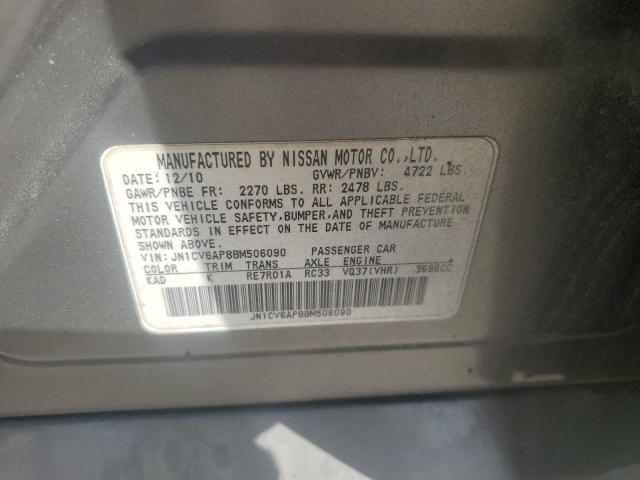 MANUFACTURED BY NISSAN MOTOR CO.,LTD.
DATE: 12/10 GVWR/PNBV: 4722 LBS.
GAWR/PNBE FR: 2270 LBS. RR: 2478 LBS.
THIS VEHICLE CONFORMS TO ALL APPLICABLE FEDERAL
MOTOR VEHICLE SAFETY,BUMPER,AND THEFT PREVENTION
STANDARDS IN EFFECT ON THE DATE OF MANUFACTURE
SHOWN ABOVE.
VIN:JN1CV6AP8BM506090 PASSENGER CAR
COLOR TRIM TRANS AXLE ENGINE
KAD K RE7R01A RC33 VQ37(VHR) 3696CC
JN1CV6AP8BM506090